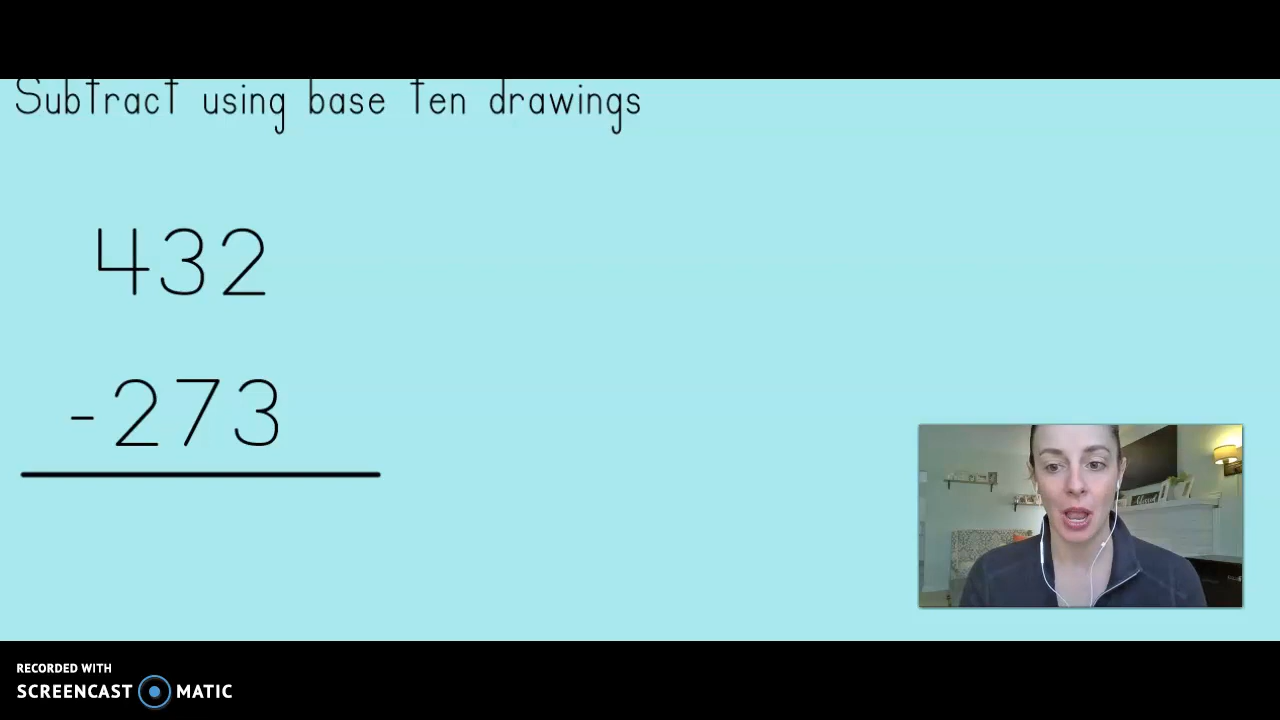 Subtract using base ten drawings
432
-273
RECORDED WITH
SCREENCAST MATIC